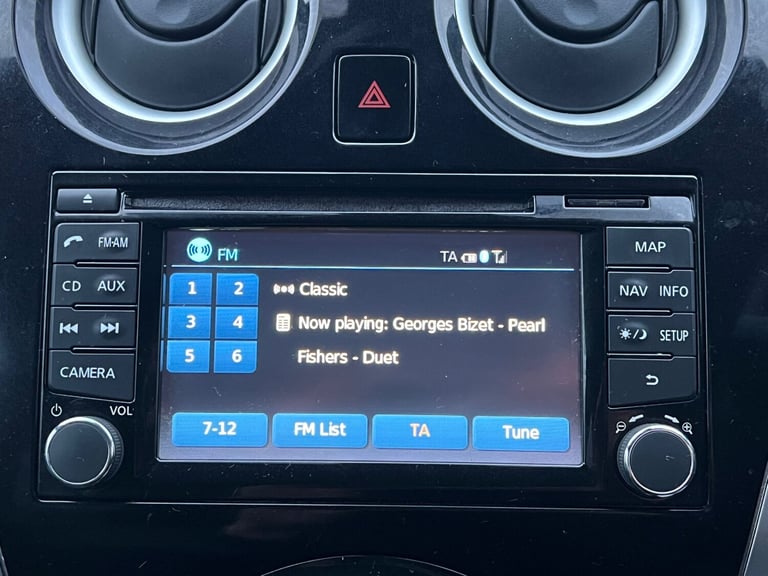 FM TA
FM-AM
CD AUX
CAMERA
VOL
1 2
3 4
5 6
Classic
Now playing: Georges Bizet - Pearl
Fishers - Duet
7-12 FM List TA Tune
MAP
NAV INFO
SETUP